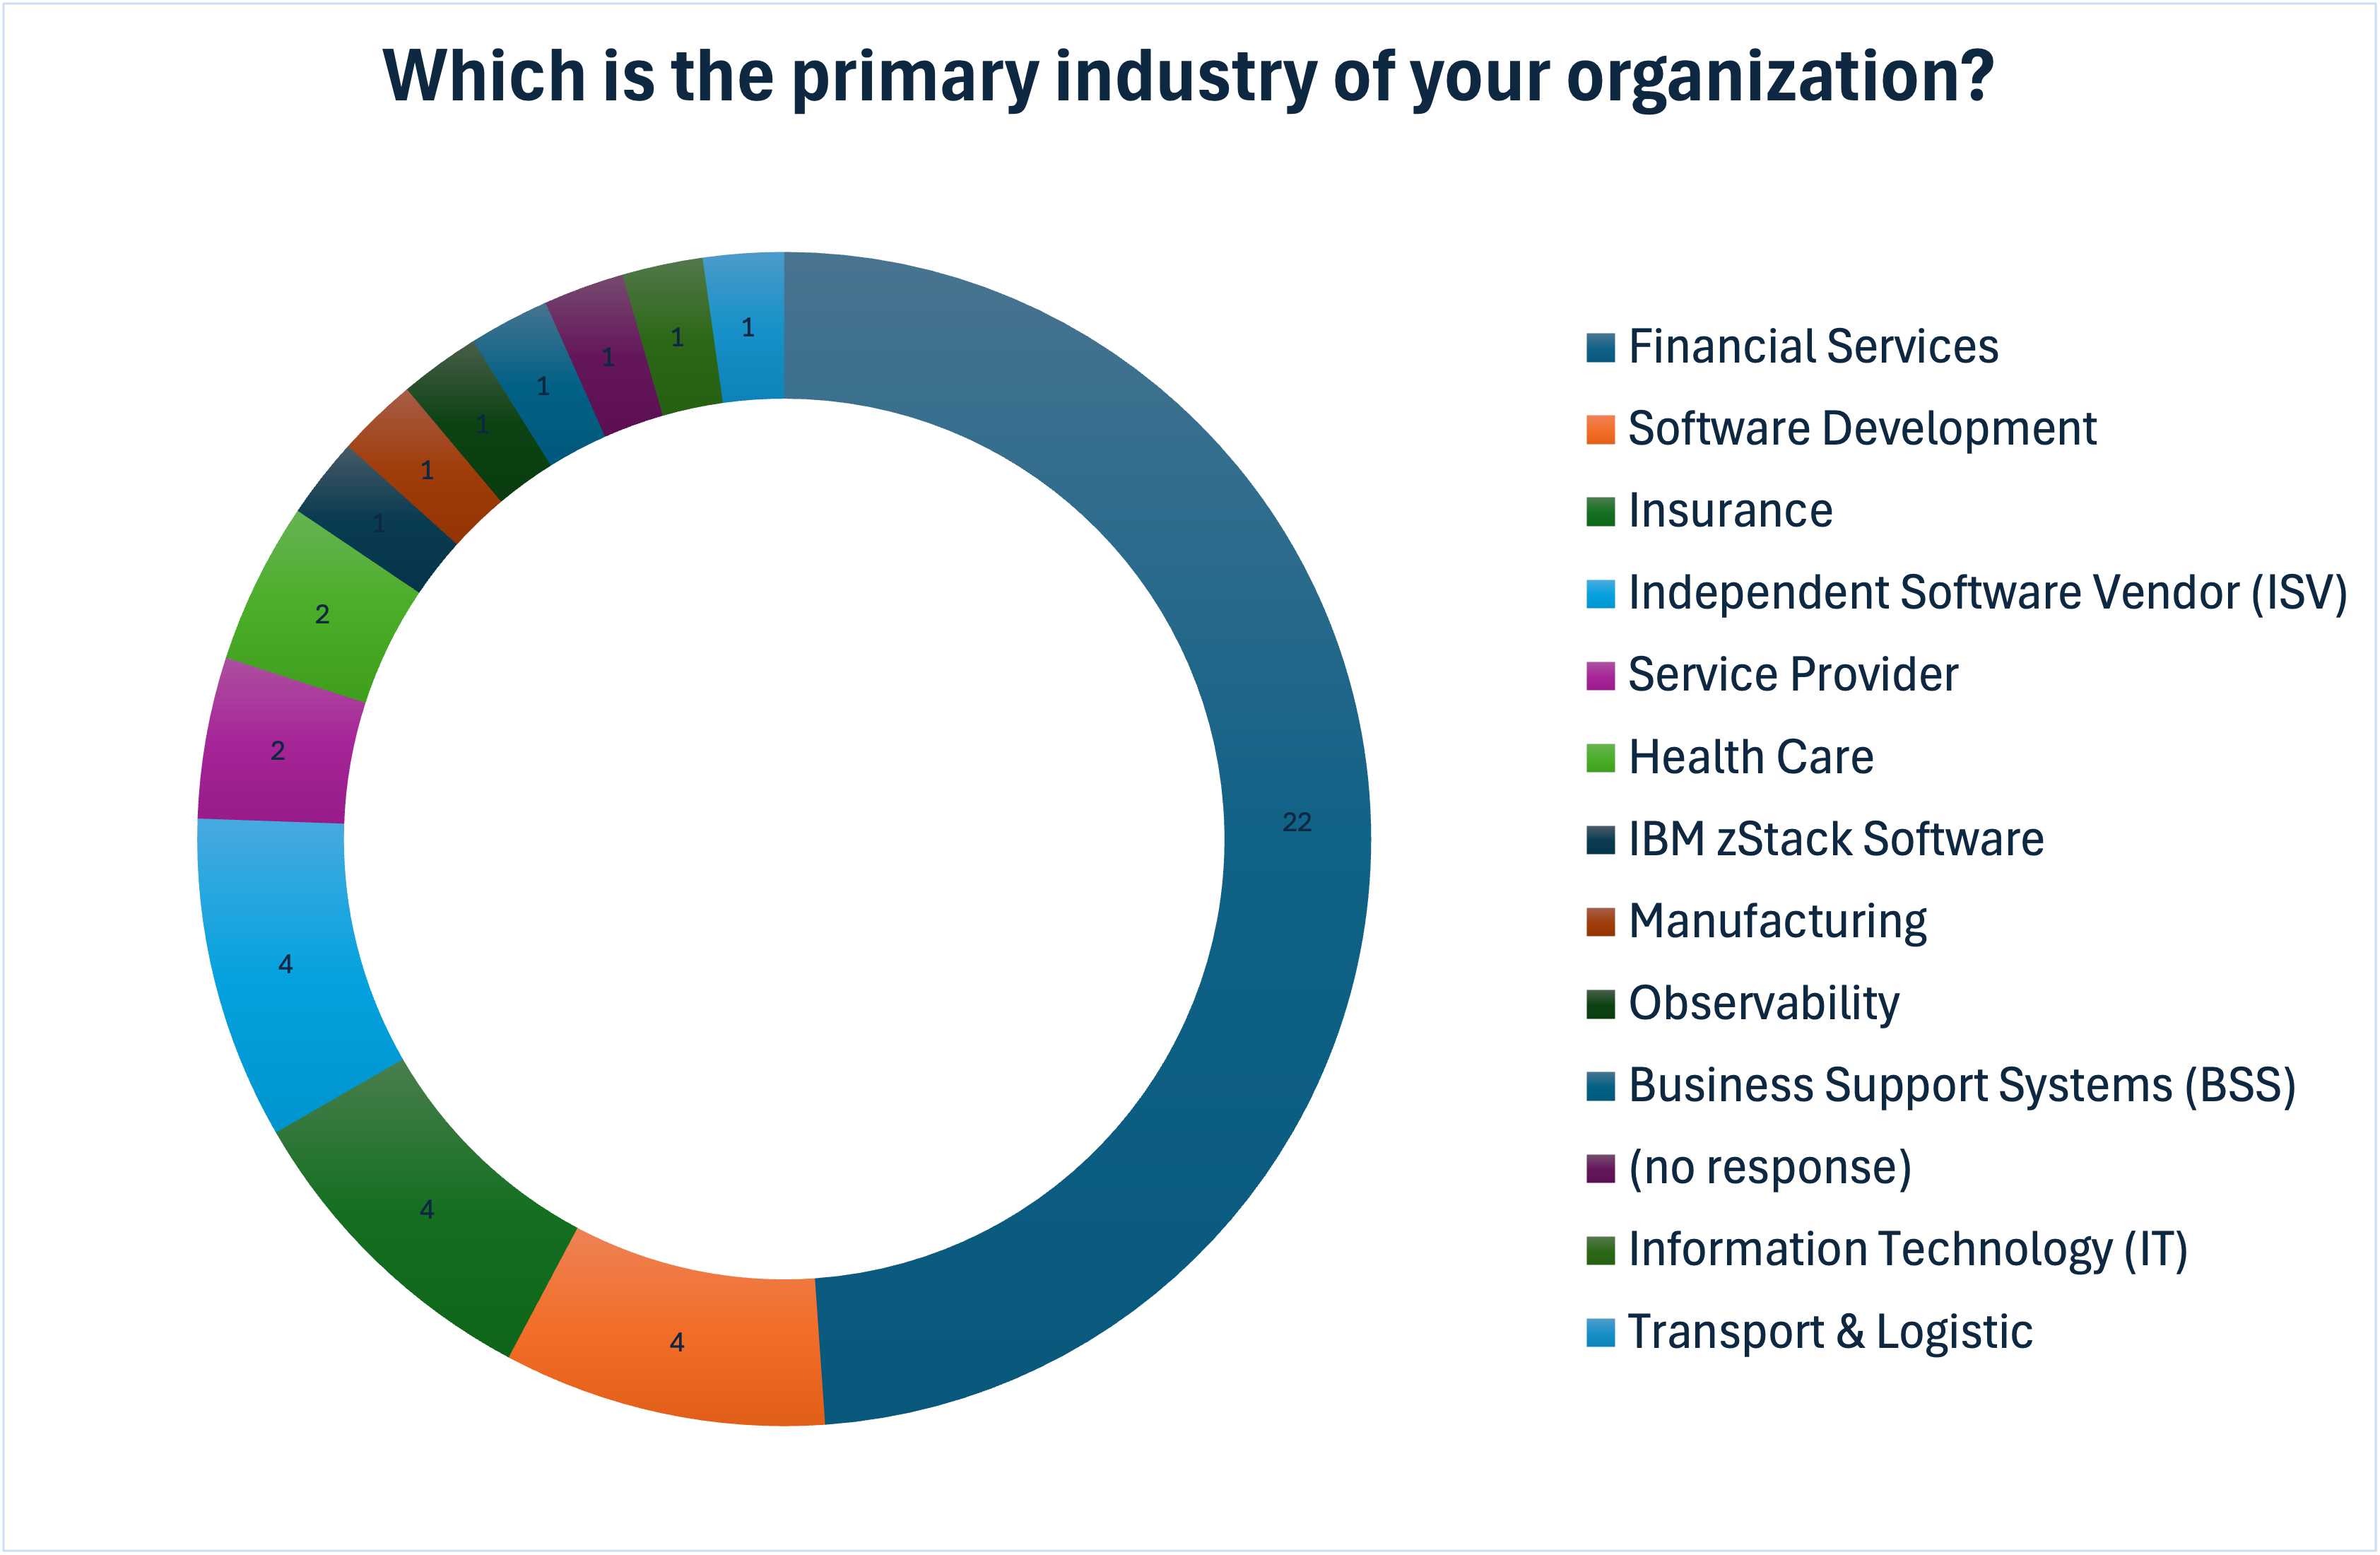 Which is the primary industry of your organization?
1
1
1
1
1
1
1
2
2
4
4
4
22
Financial Services
Software Development
Insurance
Independent Software Vendor (ISV)
Service Provider
Health Care
IBM zStack Software
Manufacturing
Observability
Business Support Systems (BSS)
(no response)
Information Technology (IT)
Transport & Logistic